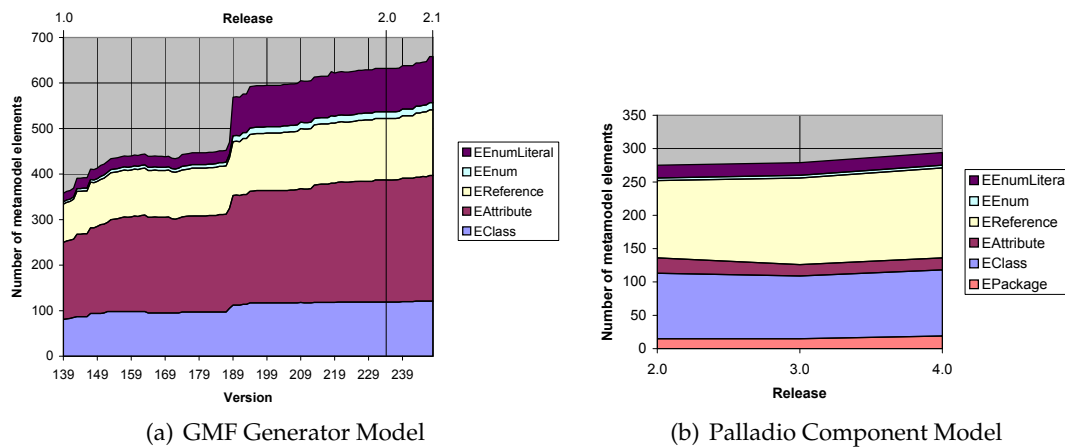 1.0 Release 2.0 2.1
700
600
500
400
300
200
100
0
Number of metamodel elements
139 149 159 169 179 189 199 209 219 229 239
Version
EEnumLiteral
EEnum
EReference
EAttribute
EClass
(a) GMF Generator Model
350
300
250
200
150
100
50
0
Number of metamodel elements
2.0 3.0 4.0
Release
EEnumLiteral
EEnum
EReference
EAttribute
EClass
EPackage
(b) Palladio Component Model